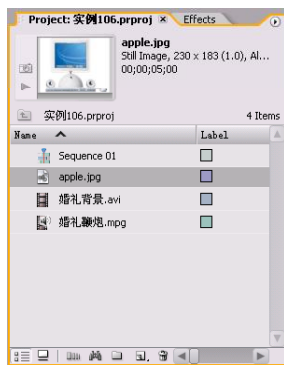 Project: 实例106.prproj × Effects
apple.jpg
Still Image, 230 x 183 (1.0), Al...
00;00;05;00
实例106.prproj 4 Items
Name Label
Sequence 01
apple.jpg
婚礼背景.avi
婚礼鞭炮.mpg